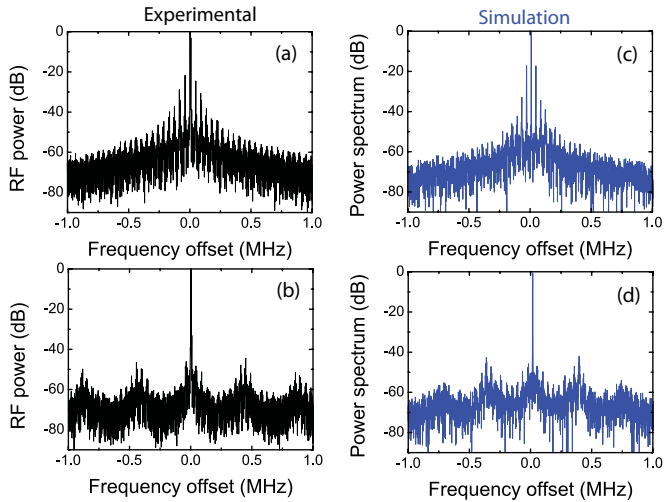 Experimental
Simulation
(a)
RF power (dB)
0
-20
-40
-60
-80
-1.0 -0.5 0.0 0.5 1.0
Frequency offset (MHz)
(c)
Power spectrum (dB)
0
-20
-40
-60
-80
-1.0 -0.5 0.0 0.5 1.0
Frequency offset (MHz)
(b)
RF power (dB)
0
-20
-40
-60
-80
-1.0 -0.5 0.0 0.5 1.0
Frequency offset (MHz)
(d)
Power spectrum (dB)
0
-20
-40
-60
-80
-1.0 -0.5 0.0 0.5 1.0
Frequency offset (MHz)